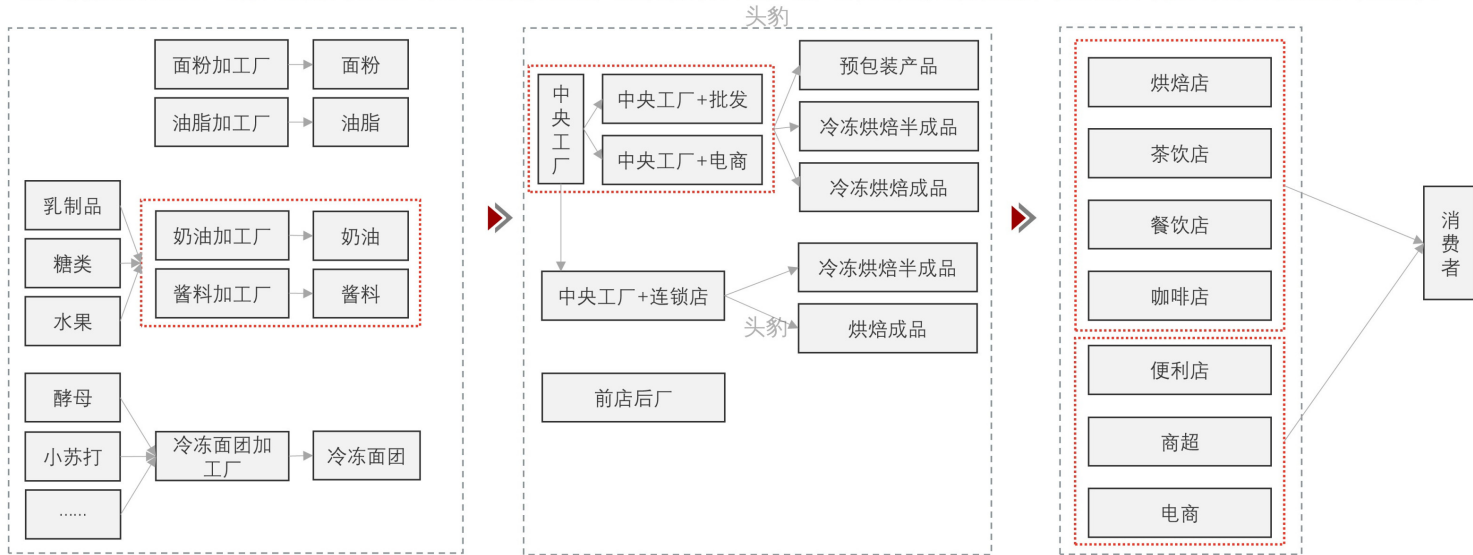 头豹
面粉加工厂
面粉
油脂加工厂
油脂
乳制品
糖类
水果
奶油加工厂
奶油
酱料加工厂
酱料
酵母
小苏打
……
冷冻面团加
工厂
冷冻面团
中央工厂
中央工厂+批发
中央工厂+电商
预包装产品
冷冻烘焙半成品
冷冻烘焙成品
中央工厂+连锁店
冷冻烘焙半成品
头豹
烘焙成品
前店后厂
烘焙店
茶饮店
餐饮店
咖啡店
便利店
商超
电商
消费者